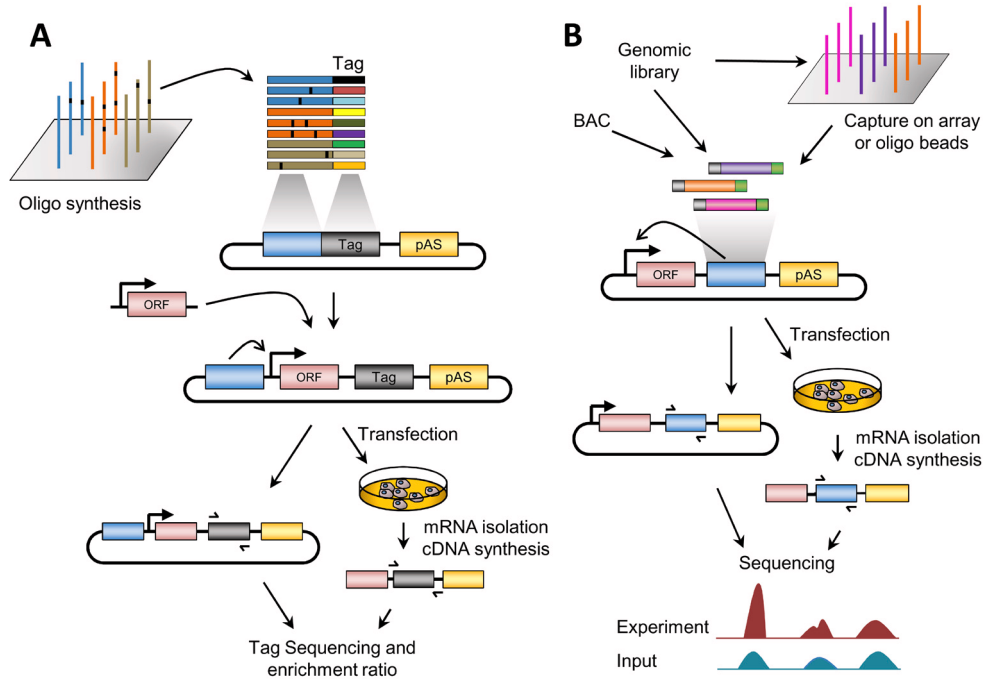 A
Tag
Oligo synthesis
Tag
pAS
ORF
ORF
Tag
pAS
Transfection
mRNA isolation
cDNA synthesis
Tag Sequencing and
enrichment ratio
B
Genomic
library
BAC
Capture on array
or oligo beads
ORF
pAS
Transfection
mRNA isolation
cDNA synthesis
Sequencing
Experiment
Input